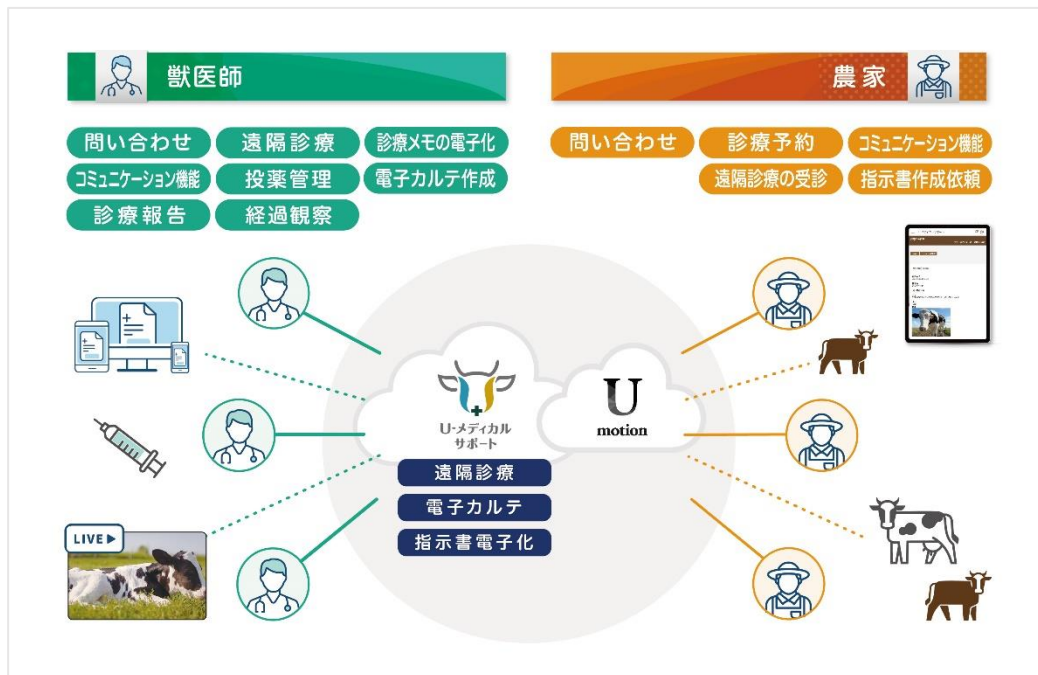 獣医師
問い合わせ
遠隔診療
診療メモの電子化
コミュニケーション機能
投薬管理
電子カルテ作成
診療報告
経過観察
農家
問い合わせ
診療予約
コミュニケーション機能
遠隔診療の受診
指示書作成依頼
U-メディカル
サポート
遠隔診療
電子カルテ
指示書電子化
U
motion
LIVE